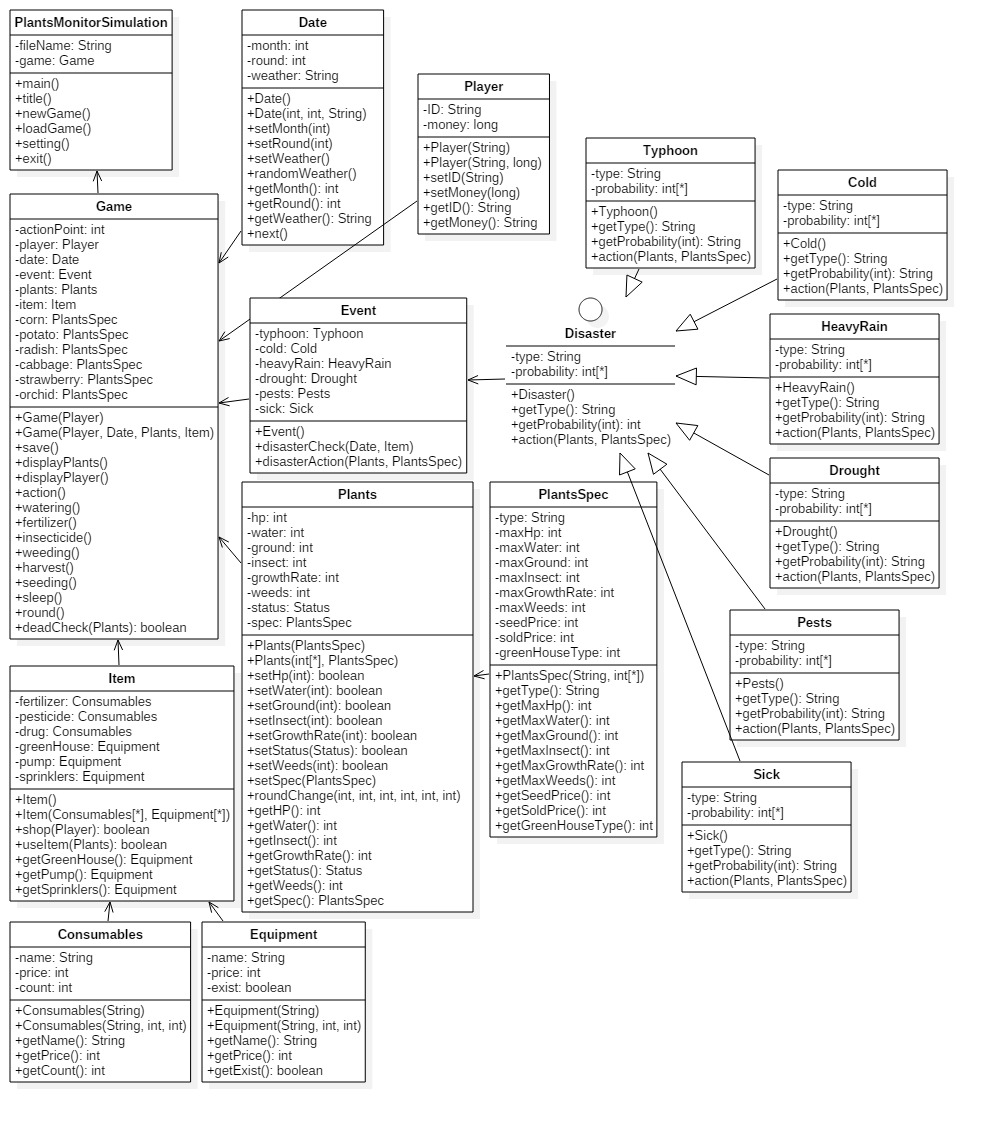 PlantsMonitorSimulation
-fileName: String
-game: Game
+main()
+title()
+newGame()
+loadGame()
+setting()
+exit()
Date
-month: int
-round: int
-weather: String
+Date()
+Date(int, int, String)
+setMonth(int)
+setRound(int)
+setWeather()
+randomWeather()
+getMonth(): int
+getRound(): int
+getWeather(): String
+next()
Player
-ID: String
-money: long
+Player(String)
+Player(String, long)
+setID(String)
+setMoney(long)
+getID(): String
+getMoney(): String
Typhoon
-type: String
-probability: int[*]
+Typhoon()
+getType(): String
+getProbability(int): String
+action(Plants, PlantsSpec)
Cold
-type: String
-probability: int[*]
+Cold()
+getType(): String
+getProbability(int): String
+action(Plants, PlantsSpec)
Game
-actionPoint: int
-player: Player
-date: Date
-event: Event
-plants: Plants
-item: Item
-corn: PlantsSpec
-potato: PlantsSpec
-radish: PlantsSpec
-cabbage: PlantsSpec
-strawberry: PlantsSpec
-orchid: PlantsSpec
+Game(Player)
+Game(Player, Date, Plants, Item)
+save()
+displayPlants()
+displayPlayer()
+action()
+watering()
+fertilizer()
+insecticide()
+weeding()
+harvest()
+seeding()
+sleep()
+round()
+deadCheck(Plants): boolean
Event
-typhoon: Typhoon
-cold: Cold
-heavyRain: HeavyRain
-drought: Drought
-pests: Pests
-sick: Sick
+Event()
+disasterCheck(Date, Item)
+disasterAction(Plants, PlantsSpec)
Disaster
-type: String
-probability: int[*]
+Disaster()
+getType(): String
+getProbability(int): int
+action(Plants, PlantsSpec)
HeavyRain
-type: String
-probability: int[*]
+HeavyRain()
+getType(): String
+getProbability(int): String
+action(Plants, PlantsSpec)
Drought
-type: String
-probability: int[*]
+Drought()
+getType(): String
+getProbability(int): String
+action(Plants, PlantsSpec)
Plants
-hp: int
-water: int
-ground: int
-insect: int
-growthRate: int
-weeds: int
-status: Status
-spec: PlantsSpec
+Plants(PlantsSpec)
+Plants(int[*], PlantsSpec)
+setHp(int): boolean
+setWater(int): boolean
+setGround(int): boolean
+setInsect(int): boolean
+setGrowthRate(int): boolean
+setStatus(Status): boolean
+setWeeds(int): boolean
+setSpec(PlantsSpec)
+roundChange(int, int, int, int, int, int)
+getHP(): int
+getWater(): int
+getInsect(): int
+getGrowthRate(): int
+getStatus(): Status
+getWeeds(): int
+getSpec(): PlantsSpec
PlantsSpec
-type: String
-maxHp: int
-maxWater: int
-maxGround: int
-maxInsect: int
-maxGrowthRate: int
-maxWeeds: int
-seedPrice: int
-soldPrice: int
-greenHouseType: int
+PlantsSpec(String, int[*])
+getType(): String
+getMaxHp(): int
+getMaxWater(): int
+getMaxGround(): int
+getMaxInsect(): int
+getMaxGrowthRate(): int
+getMaxWeeds(): int
+getSeedPrice(): int
+getSoldPrice(): int
+getGreenHouseType(): int
Pests
-type: String
-probability: int[*]
+Pests()
+getType(): String
+getProbability(int): String
+action(Plants, PlantsSpec)
Item
-fertilizer: Consumables
-pesticide: Consumables
-drug: Consumables
-greenHouse: Equipment
-pump: Equipment
-sprinklers: Equipment
+Item()
+Item(Consumables[*], Equipment[*])
+shop(Player): boolean
+useItem(Plants): boolean
+getGreenHouse(): Equipment
+getPump(): Equipment
+getSprinklers(): Equipment
Sick
-type: String
-probability: int[*]
+Sick()
+getType(): String
+getProbability(int): String
+action(Plants, PlantsSpec)
Consumables
-name: String
-price: int
-count: int
+Consumables(String)
+Consumables(String, int, int)
+getName(): String
+getPrice(): int
+getCount(): int
Equipment
-name: String
-price: int
-exist: boolean
+Equipment(String)
+Equipment(String, int, int)
+getName(): String
+getPrice(): int
+getExist(): boolean